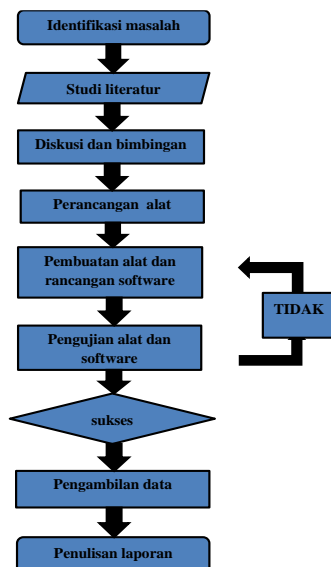 Identifikasi masalah
Studi literatur
Diskusi dan bimbingan
Perancangan alat
Pembuatan alat dan
rancangan software
TIDAK
Pengujian alat dan
software
sukses
Pengambilan data
Penulisan laporan